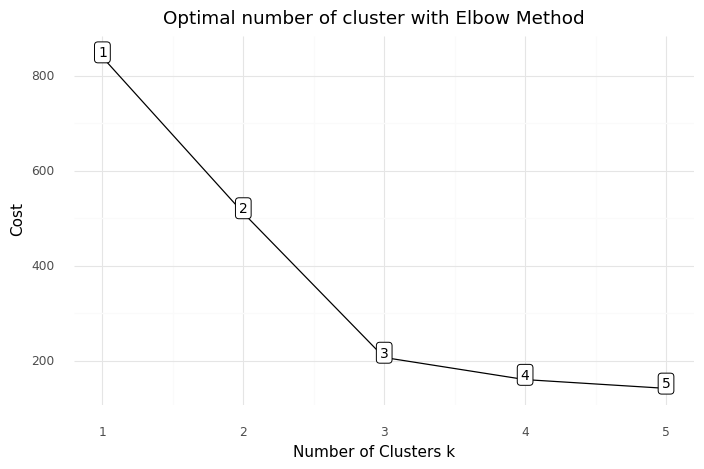 Optimal number of cluster with Elbow Method
1
800
600
2
Cost
400
3
200
4
5
1 2 3 4 5
Number of Clusters k